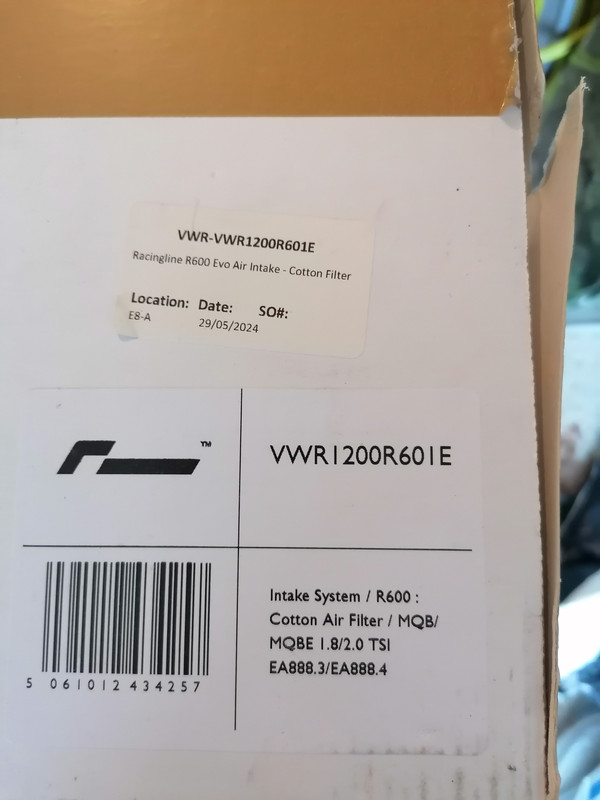 VWR-VWR1200R601E
Racingline R600 Evo Air Intake - Cotton Filter
Location: Date: SO#:
E8-A 29/05/2024
TM
VWR1200R601E
Intake System / R600 :
Cotton Air Filter / MQB/
MQBE 1.8/2.0 TSI
EA888.3/EA888.4
5 061012 434257